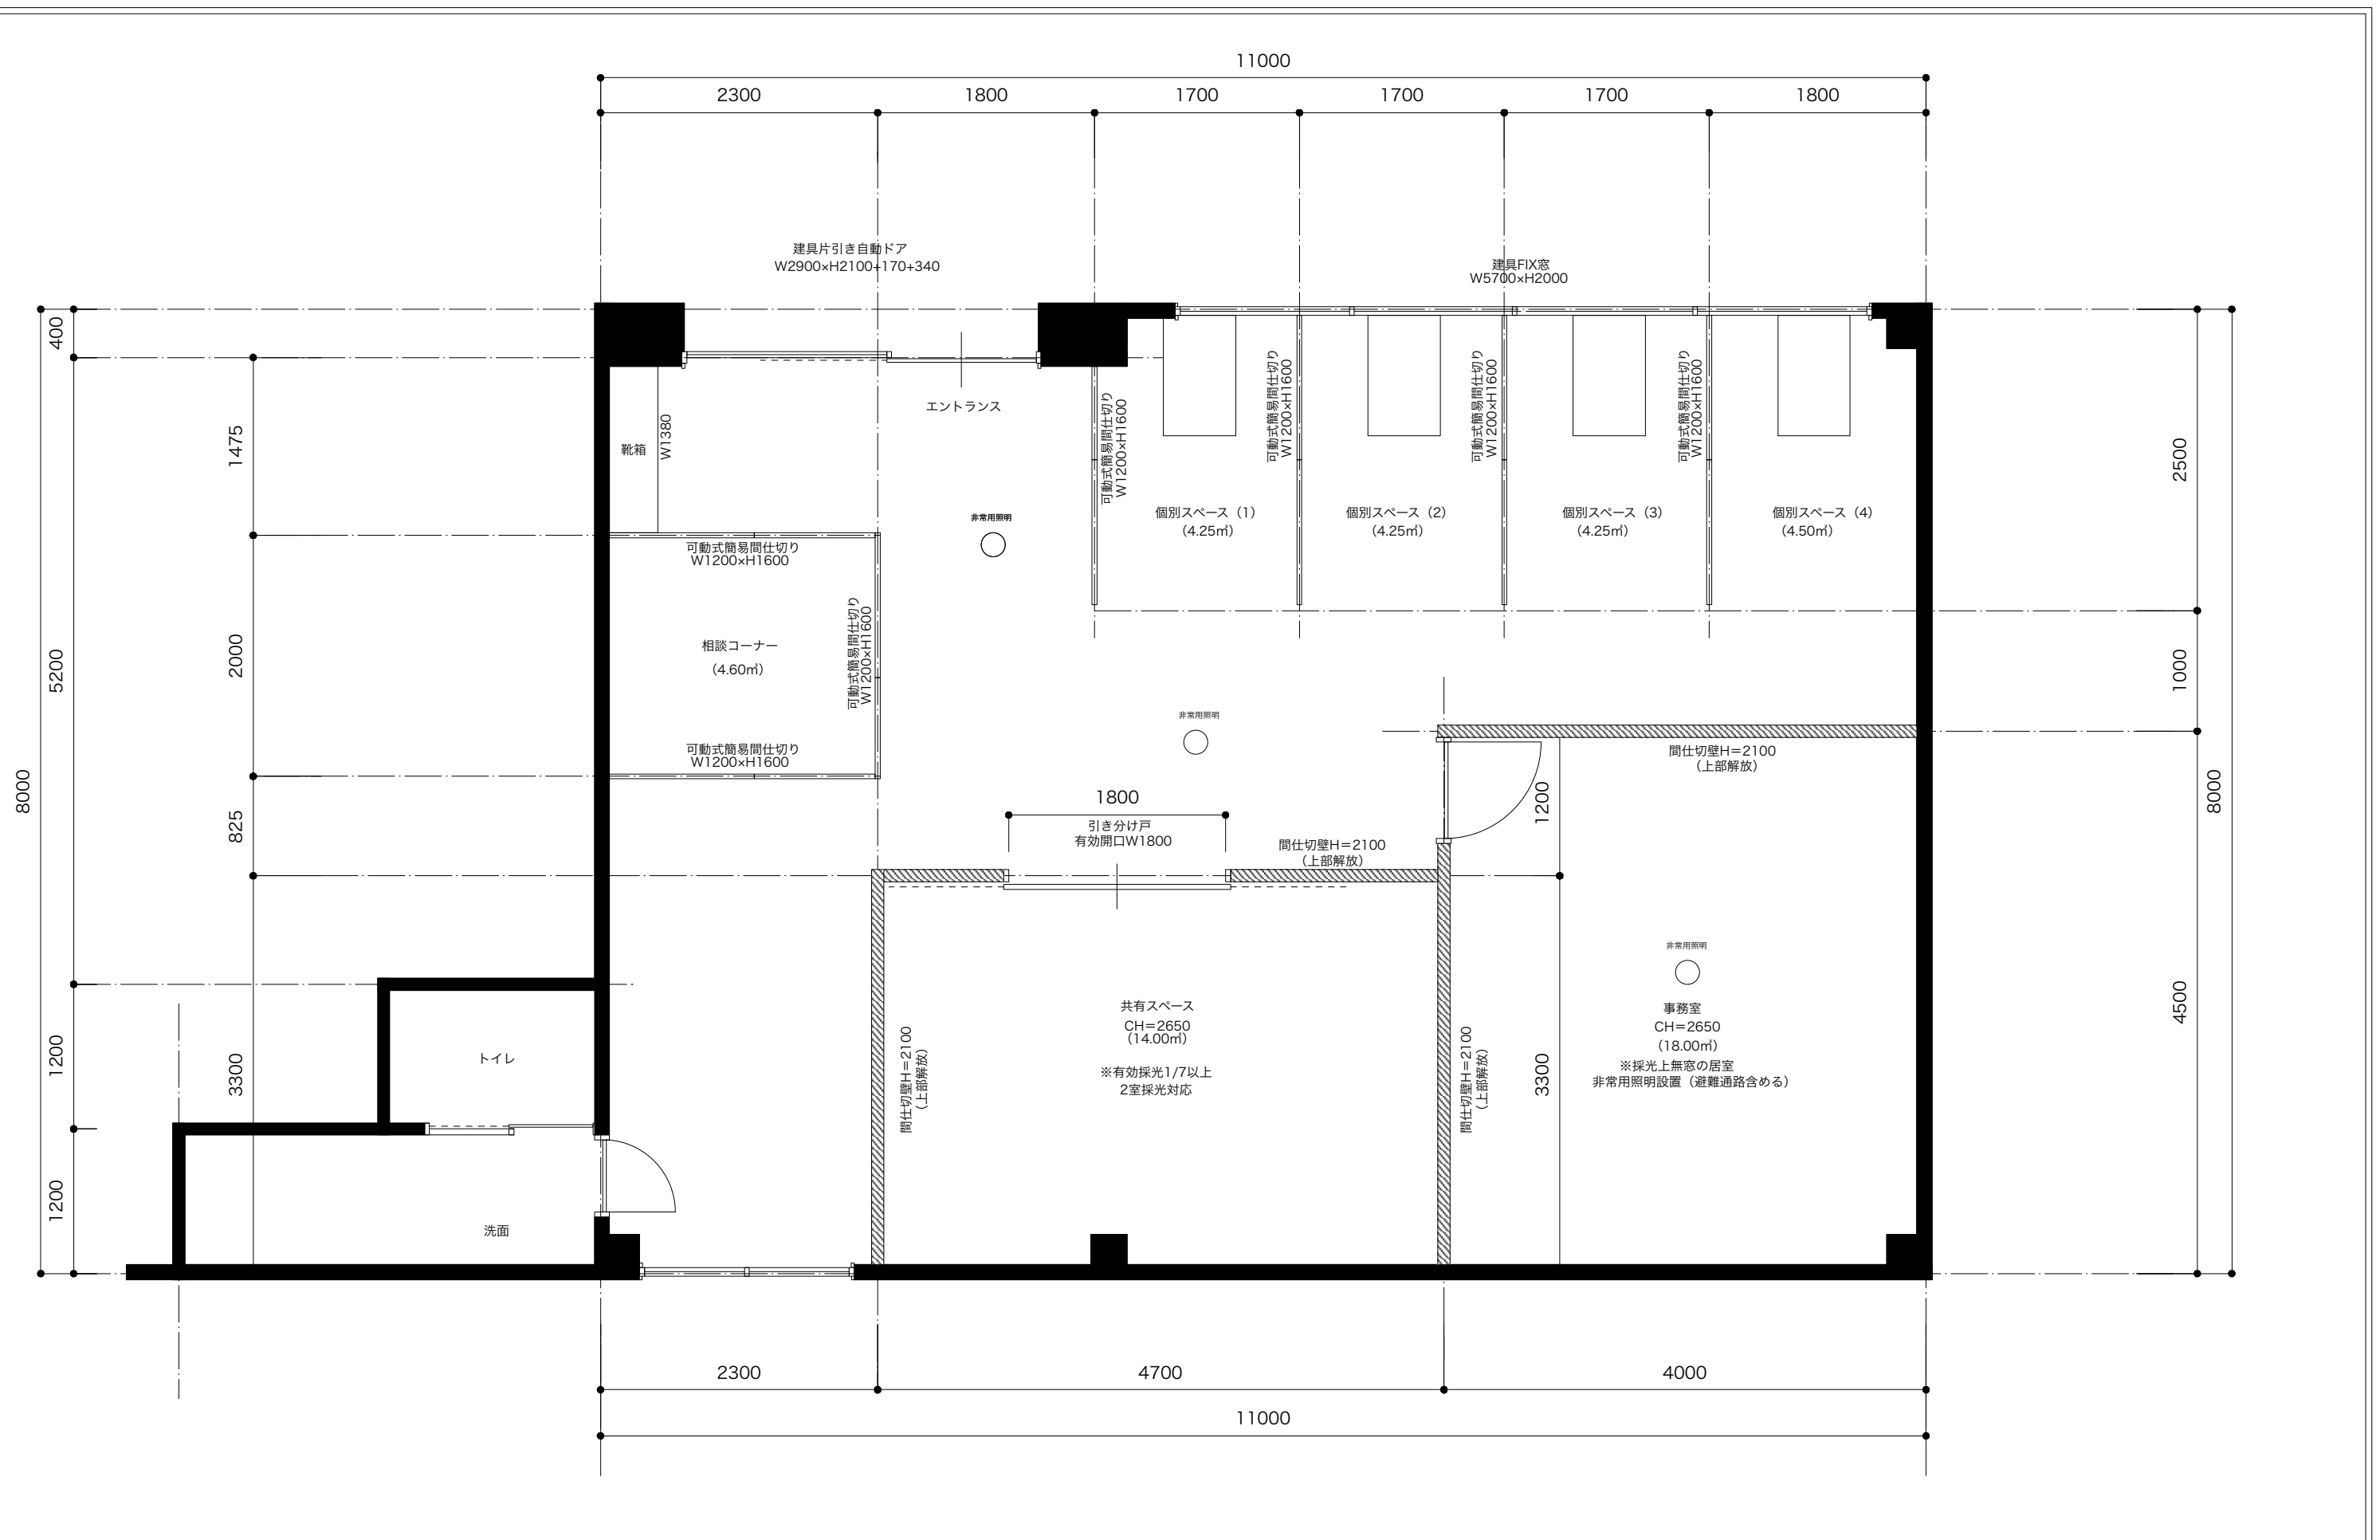 11000
2300
1800
1700
1700
1700
1800
建具片引き自動ドア
W2900×H2100+170+340
建具FIX窓
W5700×H2000
400
1475
5200
2000
8000
825
1200
3300
1200
靴箱
W1380
エントランス
可動式簡易間仕切り
W1200×H1600
可動式簡易間仕切り
W1200×H1600
可動式簡易間仕切り
W1200×H1600
可動式簡易間仕切り
W1200×H1600
個別スペース（1）
（4.25㎡）
個別スペース（2）
（4.25㎡）
個別スペース（3）
（4.25㎡）
個別スペース（4）
（4.50㎡）
2500
1000
8000
4500
非常用照明
可動式簡易間仕切り
W1200×H1600
相談コーナー
（4.60㎡）
可動式簡易間仕切り
W1200×H1600
可動式簡易間仕切り
W1200×H1600
非常用照明
間仕切壁H＝2100
（上部解放）
1800
引き分け戸
有効開口W1800
間仕切壁H＝2100
（上部解放）
1200
3300
非常用照明
トイレ
洗面
間仕切壁H＝2100
（上部解放）
共有スペース
CH＝2650
（14.00㎡）
※有効採光1/7以上
2室採光対応
間仕切壁H＝2100
（上部解放）
事務室
CH＝2650
（18.00㎡）
※採光上無窓の居室
非常用照明設置（避難通路含める）
2300
4700
4000
11000